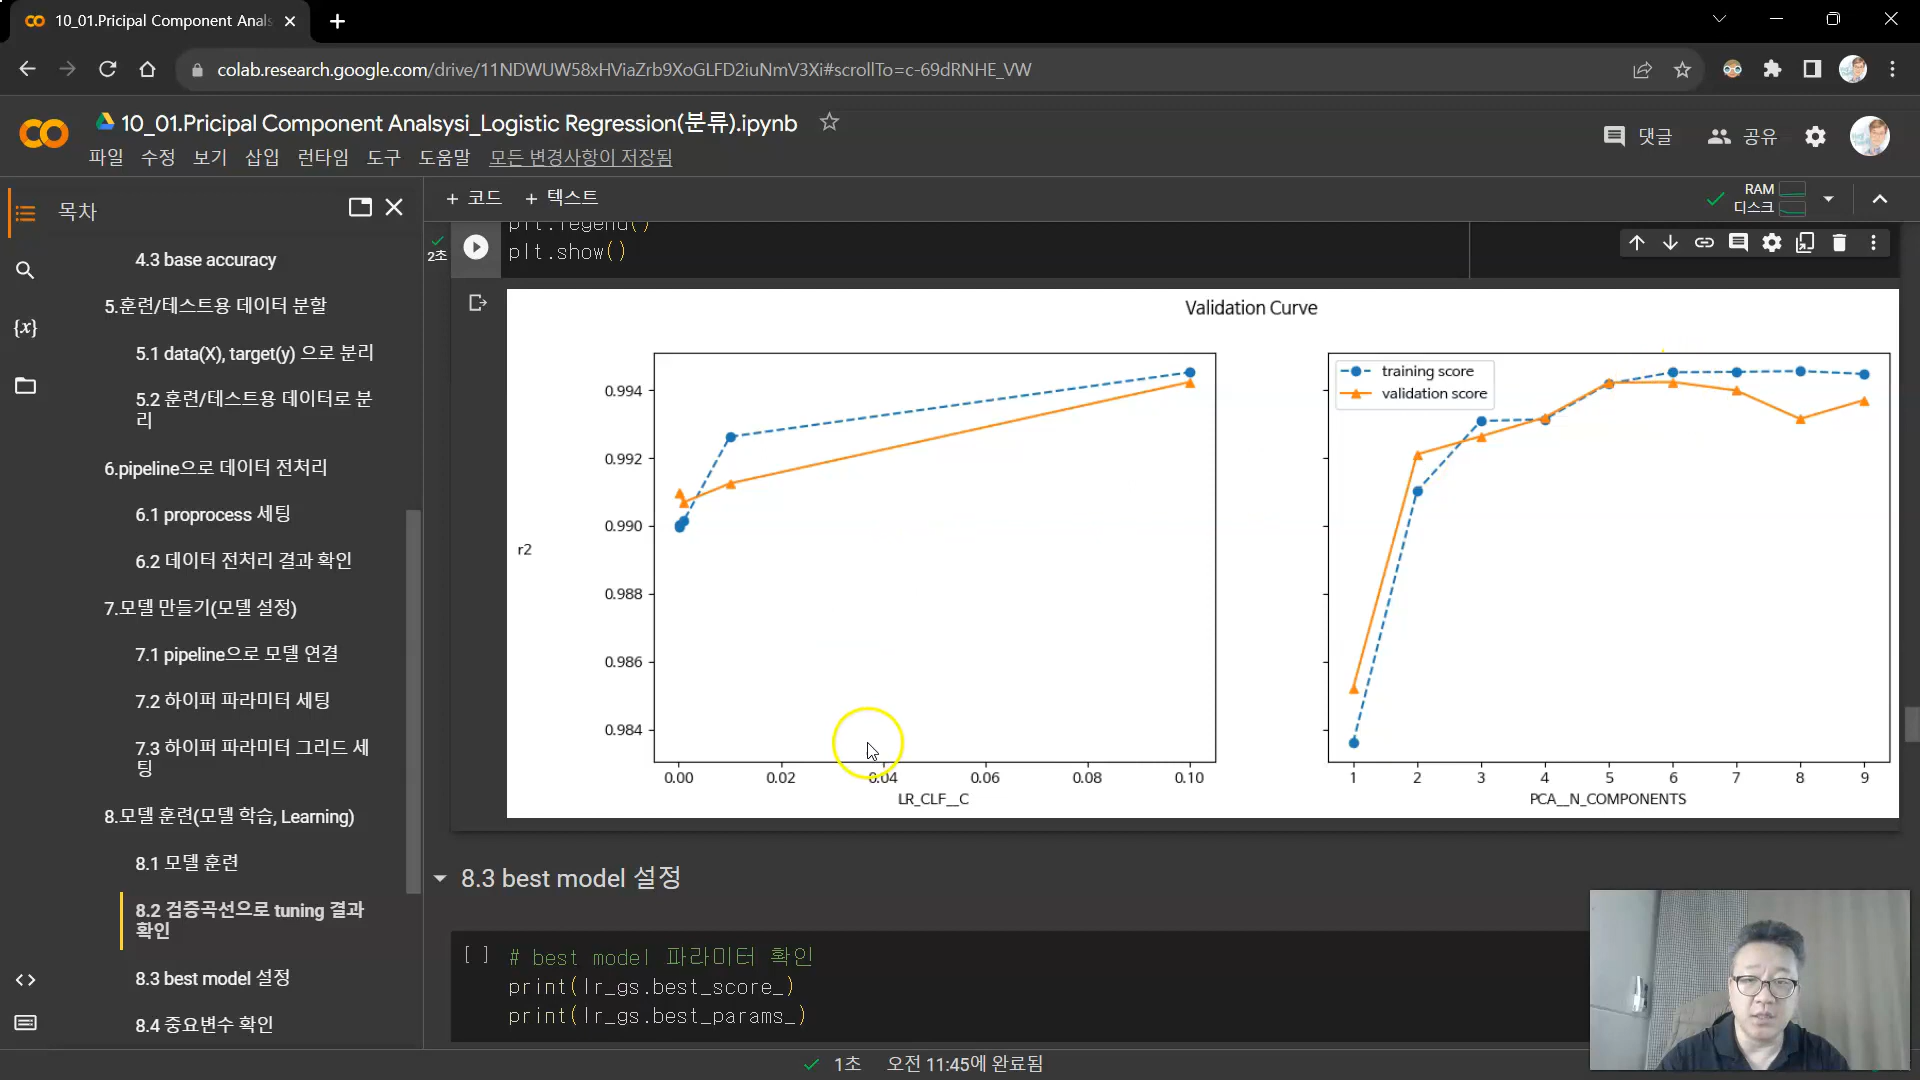 10_01.Pricipal Component Anals
colab.research.google.com/drive/11NDWUW58xHViaZrb9XoGLFD2iuNmV3Xi#scrollTo=c-69dRNHE_VW
10_01.Pricipal Component Analsysi_Logistic Regression(분류).ipynb
댓글
공유
파일 수정 보기 삽입 런타임 도구 도움말 모든 변경사항이 저장됨
목차
+ 코드 + 텍스트
RAM
디스크
4.3 base accuracy
5.훈련/테스트용 데이터 분할
5.1 data(X), target(y) 으로 분리
5.2 훈련/테스트용 데이터로 분
리
6.pipeline으로 데이터 전처리
6.1 proprocess 세팅
6.2 데이터 전처리 결과 확인
7.모델 만들기(모델 설정)
7.1 pipeline으로 모델 연결
7.2 하이퍼 파라미터 세팅
7.3 하이퍼 파라미터 그리드 세
팅
8.모델 훈련(모델 학습, Learning)
8.1 모델 훈련
8.2 검증곡선으로 tuning 결과
확인
8.3 best model 설정
8.4 중요변수 확인
{x}
2초
plt.legend()
plt.show()
Validation Curve
0.994
0.992
0.990
0.988
0.986
0.984
r2
0.00 0.02 0.04 0.06 0.08 0.10
LR_CLF__C
training score
validation score
1 2 3 4 5 6 7 8 9
PCA__N_COMPONENTS
8.3 best model 설정
[ ] # best model 파라미터 확인
print(lr_gs.best_score_)
print(lr_gs.best_params_)
1초 오전 11:45에 완료됨